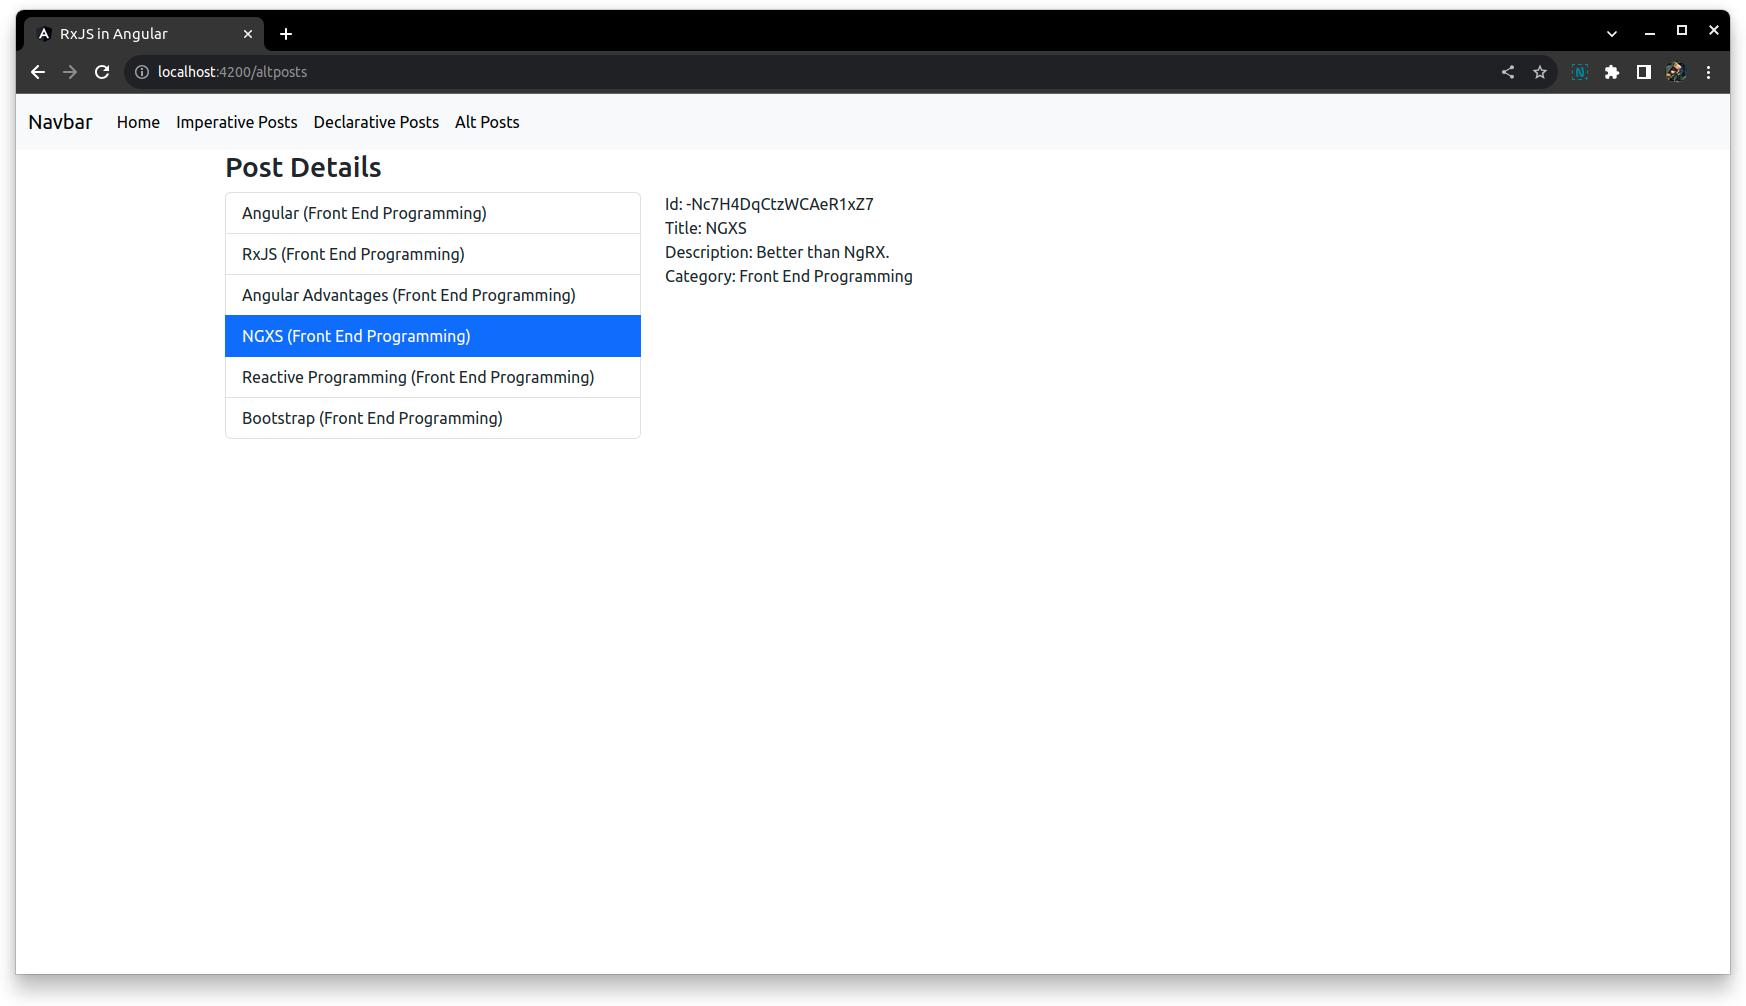 RxJS in Angular
localhost:4200/altposts
Navbar Home Imperative Posts Declarative Posts Alt Posts
Post Details
Angular (Front End Programming)
RxJS (Front End Programming)
Angular Advantages (Front End Programming)
NGXS (Front End Programming)
Reactive Programming (Front End Programming)
Bootstrap (Front End Programming)
Id: -Nc7H4DqCtzWCAeR1xZ7
Title: NGXS
Description: Better than NgRX.
Category: Front End Programming